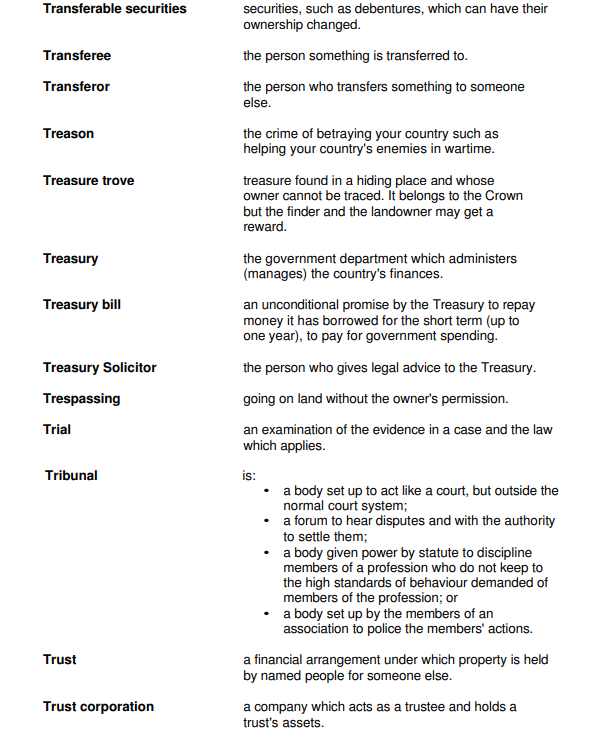 Transferable securities securities, such as debentures, which can have their
ownership changed.
Transferee the person something is transferred to.
Transferor the person who transfers something to someone
else.
Treason the crime of betraying your country such as
helping your country's enemies in wartime.
Treasure trove treasure found in a hiding place and whose
owner cannot be traced. It belongs to the Crown
but the finder and the landowner may get a
reward.
Treasury the government department which administers
(manages) the country's finances.
Treasury bill an unconditional promise by the Treasury to repay
money it has borrowed for the short term (up to
one year), to pay for government spending.
Treasury Solicitor the person who gives legal advice to the Treasury.
Trespassing going on land without the owner's permission.
Trial an examination of the evidence in a case and the law
which applies.
Tribunal is:
• a body set up to act like a court, but outside the
normal court system;
• a forum to hear disputes and with the authority
to settle them;
• a body given power by statute to discipline
members of a profession who do not keep to
the high standards of behaviour demanded of
members of the profession; or
• a body set up by the members of an
association to police the members' actions.
Trust a financial arrangement under which property is held
by named people for someone else.
Trust corporation a company which acts as a trustee and holds a
trust's assets.